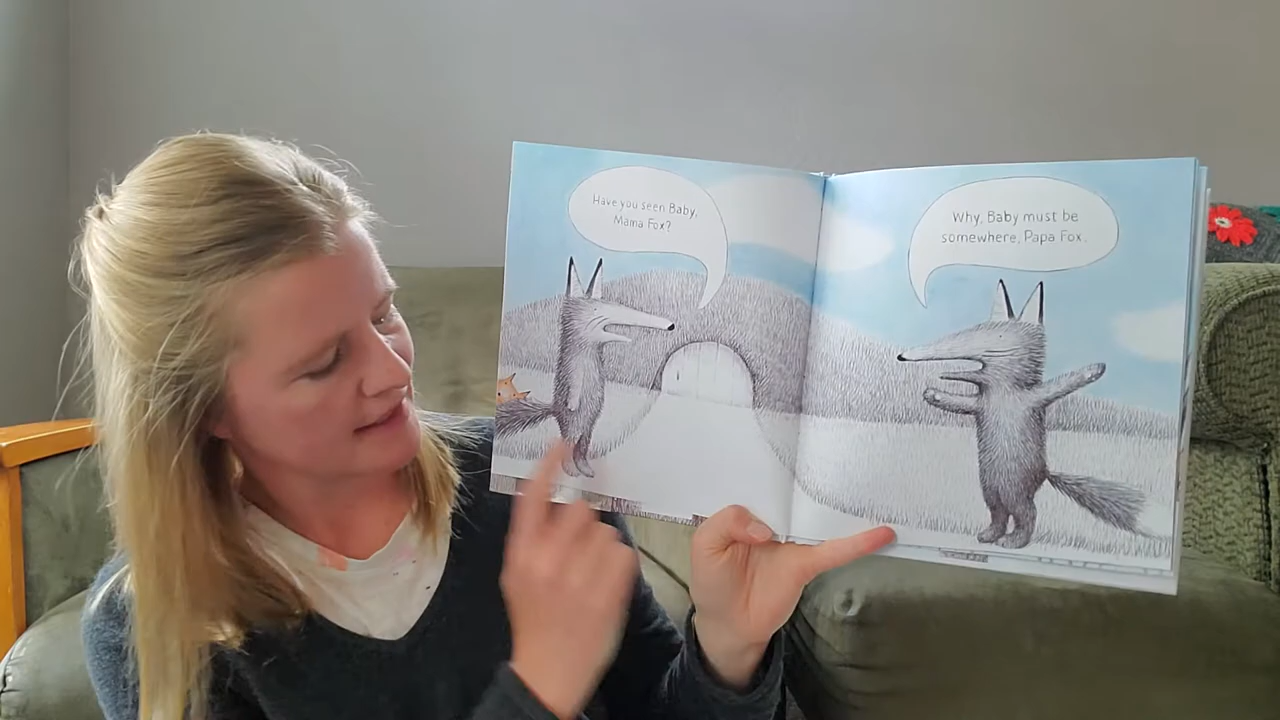 Have you seen Baby,
Mama Fox?
Why, Baby must be
somewhere, Papa Fox.